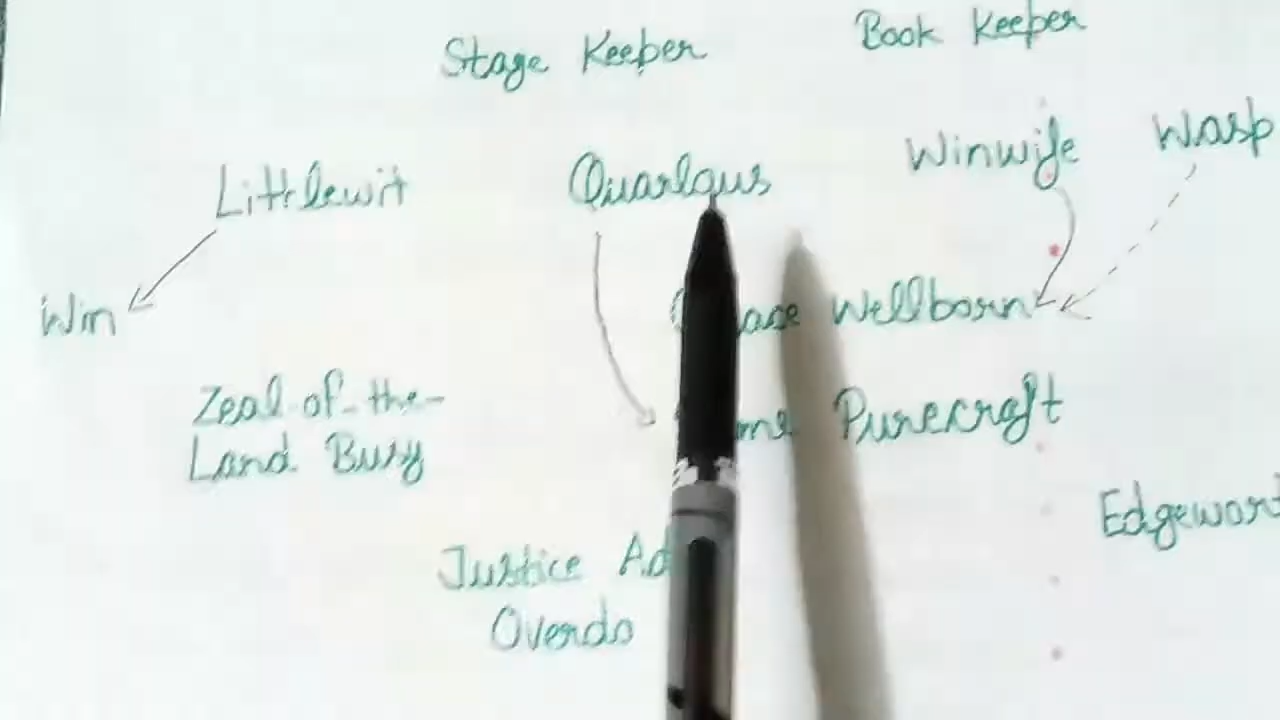 Stage Keeper
Book Keeper
Littlewit
Quarlous
Winwife
Wasp
Win
Wellborn
Zeal-of-the-
Land Busy
Purecraft
Justice
Overdo